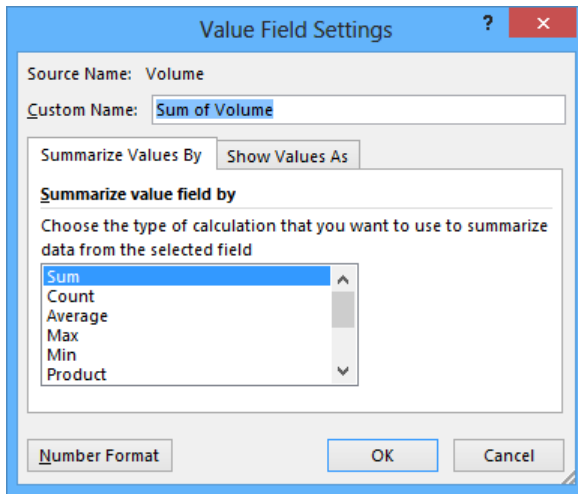 Value Field Settings
?
Source Name: Volume
Custom Name: Sum of Volume
Summarize Values By Show Values As
Summarize value field by
Choose the type of calculation that you want to use to summarize
data from the selected field
Sum
Count
Average
Max
Min
Product
Number Format OK Cancel